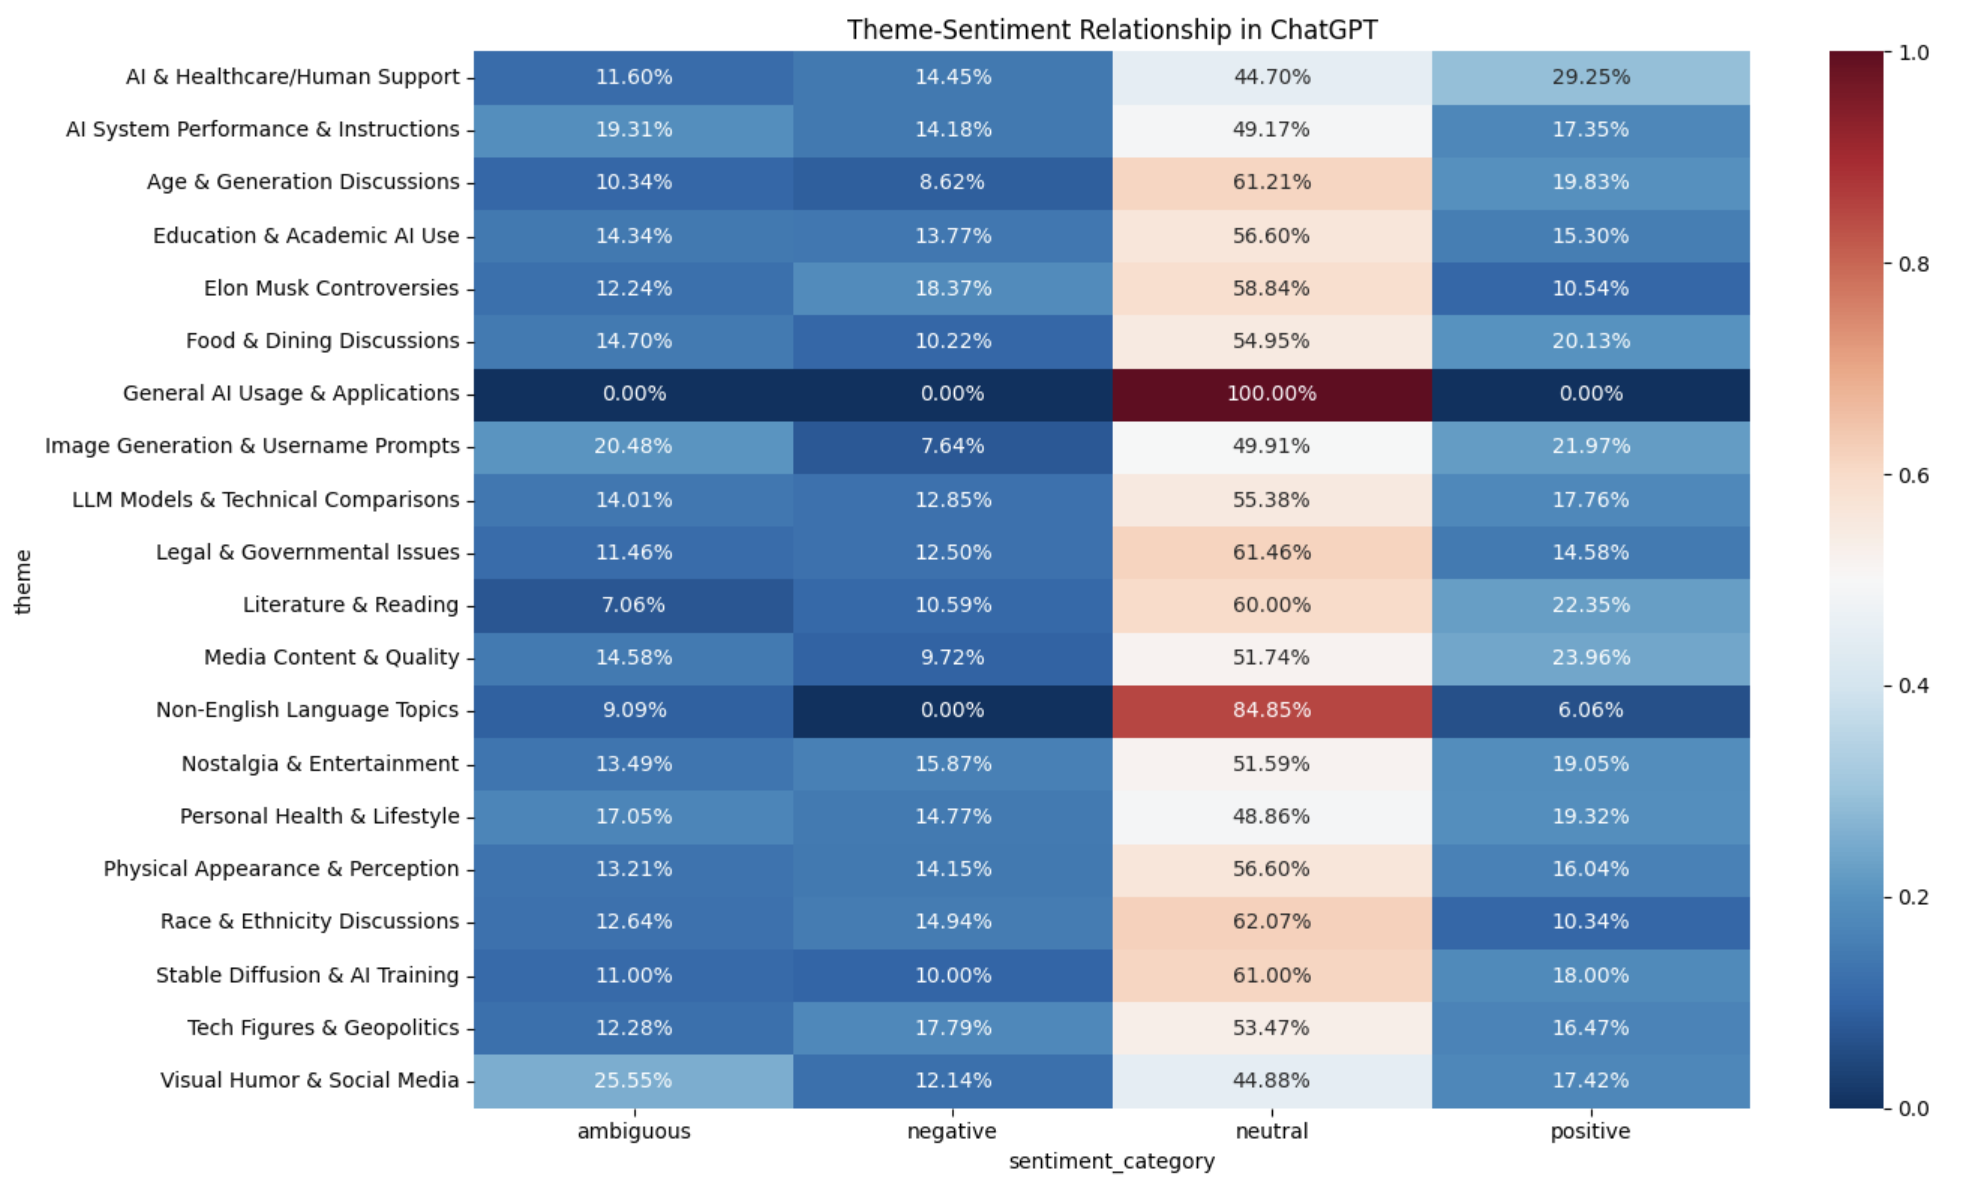 Theme-Sentiment Relationship in ChatGPT
AI & Healthcare/Human Support 11.60% 14.45% 44.70% 29.25%
AI System Performance & Instructions 19.31% 14.18% 49.17% 17.35%
Age & Generation Discussions 10.34% 8.62% 61.21% 19.83%
Education & Academic AI Use 14.34% 13.77% 56.60% 15.30%
Elon Musk Controversies 12.24% 18.37% 58.84% 10.54%
Food & Dining Discussions 14.70% 10.22% 54.95% 20.13%
General AI Usage & Applications 0.00% 0.00% 100.00% 0.00%
Image Generation & Username Prompts 20.48% 7.64% 49.91% 21.97%
LLM Models & Technical Comparisons 14.01% 12.85% 55.38% 17.76%
Legal & Governmental Issues 11.46% 12.50% 61.46% 14.58%
Literature & Reading 7.06% 10.59% 60.00% 22.35%
Media Content & Quality 14.58% 9.72% 51.74% 23.96%
Non-English Language Topics 9.09% 0.00% 84.85% 6.06%
Nostalgia & Entertainment 13.49% 15.87% 51.59% 19.05%
Personal Health & Lifestyle 17.05% 14.77% 48.86% 19.32%
Physical Appearance & Perception 13.21% 14.15% 56.60% 16.04%
Race & Ethnicity Discussions 12.64% 14.94% 62.07% 10.34%
Stable Diffusion & AI Training 11.00% 10.00% 61.00% 18.00%
Tech Figures & Geopolitics 12.28% 17.79% 53.47% 16.47%
Visual Humor & Social Media 25.55% 12.14% 44.88% 17.42%
ambiguous negative neutral positive
sentiment_category
theme
1.0
0.8
0.6
0.4
0.2
0.0